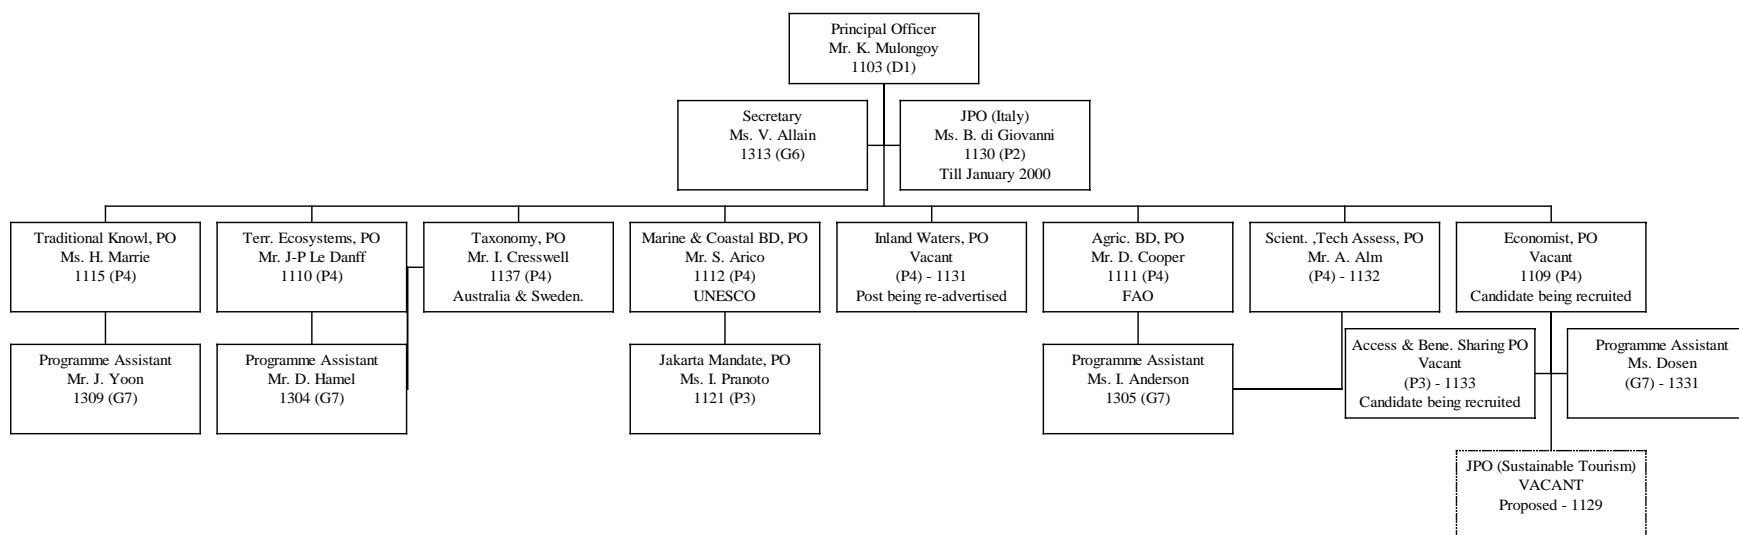 Principal Officer
Mr. K. Mulongoy
1103 (D1)
Secretary
Ms. V. Allain
1313 (G6)
JPO (Italy)
Ms. B. di Giovanni
1130 (P2)
Till January 2000
Traditional Knowl, PO
Ms. H. Marrie
1115 (P4)
Terr. Ecosystems, PO
Mr. J-P Le Danff
1110 (P4)
Taxonomy, PO
Mr. I. Cresswell
1137 (P4)
Australia & Sweden.
Marine & Coastal BD, PO
Mr. S. Arico
1112 (P4)
UNESCO
Inland Waters, PO
Vacant
(P4) - 1131
Post being re-advertised
Agric. BD, PO
Mr. D. Cooper
1111 (P4)
FAO
Scient. ,Tech Assess, PO
Mr. A. Alm
(P4) - 1132
Economist, PO
Vacant
1109 (P4)
Candidate being recruited
Programme Assistant
Mr. J. Yoon
1309 (G7)
Programme Assistant
Mr. D. Hamel
1304 (G7)
Jakarta Mandate, PO
Ms. I. Pranoto
1121 (P3)
Programme Assistant
Ms. I. Anderson
1305 (G7)
Access & Bene. Sharing PO
Vacant
(P3) - 1133
Candidate being recruited
Programme Assistant
Ms. Dosen
(G7) - 1331
JPO (Sustainable Tourism)
VACANT
Proposed - 1129